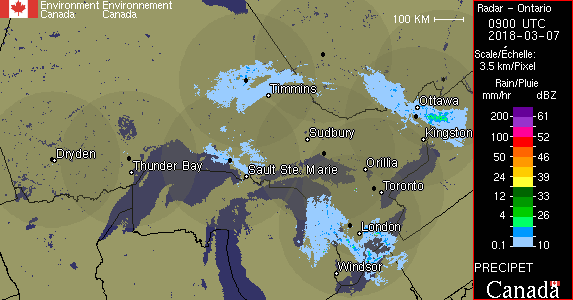 Environment Environnement
Canada Canada
100 KM
Timmins
Ottawa
Sudbury
Kingston
Dryden
Thunder Bay
Sault Ste. Marie
Orillia
Toronto
London
Windsor
Radar - Ontario
0900 UTC
2018-03-07
Scale/Échelle:
3.5 km/Pixel
Rain/Pluie
mm/hr dBZ
200 61
100 52
50 46
24 39
12 33
4 26
0.1 10
PRECIPET
Canada